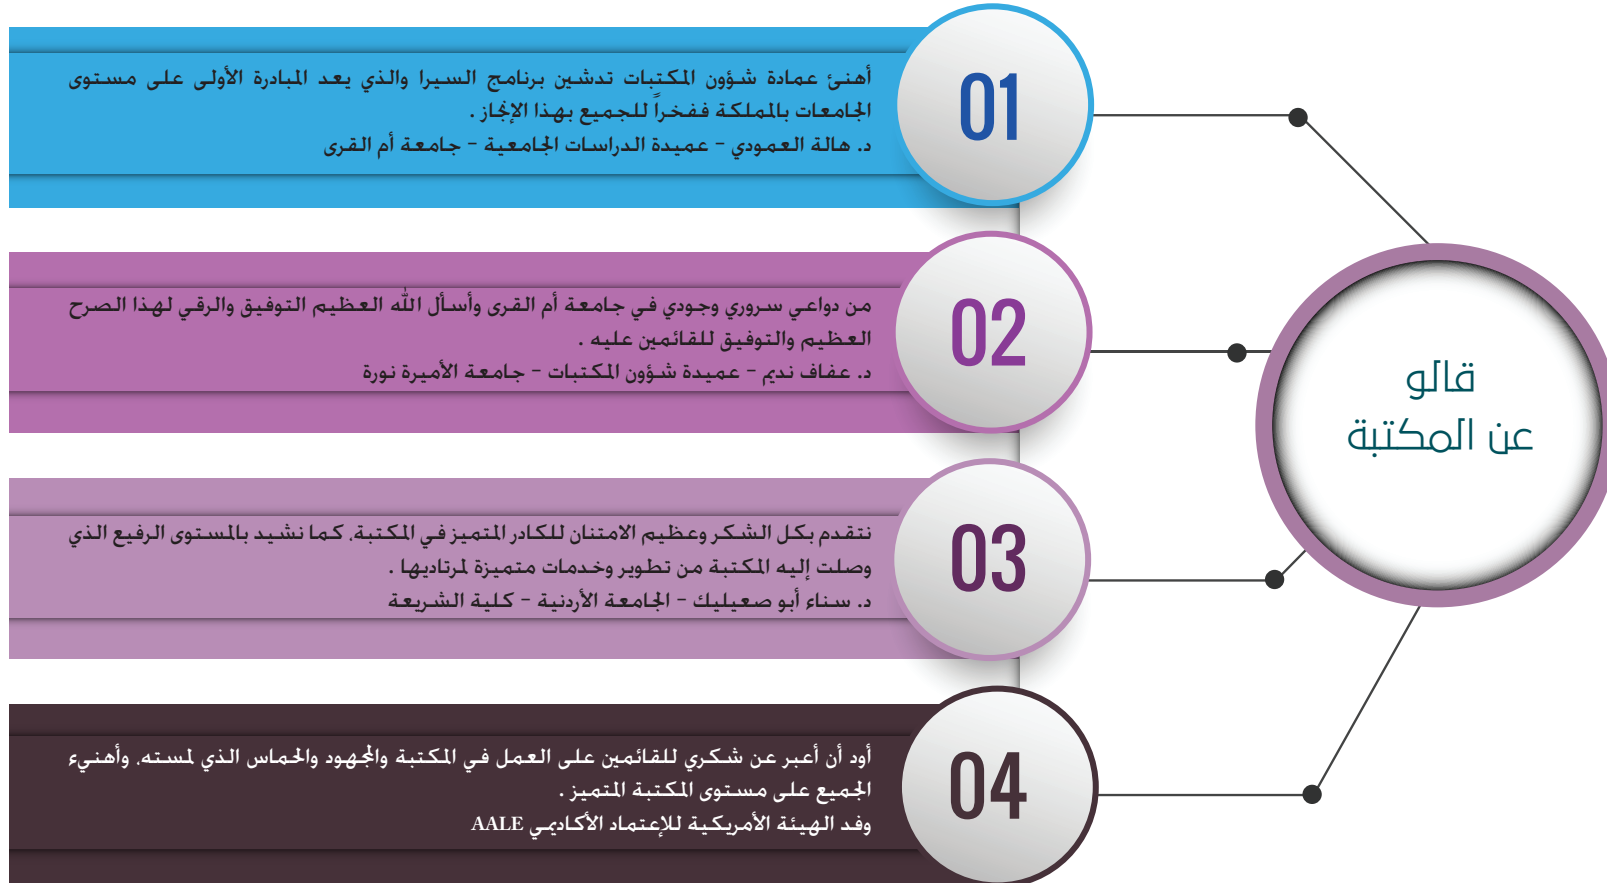 قالو
عن المكتبة
01
أهنئ عمادة شؤون المكتبات تدشين برنامج السيرا والذي يعد المبادرة الأولى على مستوى
الجامعات بالمملكة ففخراً للجميع بهذا الإنجاز .
د. هالة العمودي - عميدة الدراسات الجامعية - جامعة أم القرى
02
من دواعي سروري وجودي في جامعة أم القرى وأسأل الله العظيم التوفيق والرقي لهذا الصرح
العظيم والتوفيق للقائمين عليه .
د. عفاف نديم - عميدة شؤون المكتبات - جامعة الأميرة نورة
03
نتقدم بكل الشكر وعظيم الامتنان للكادر المتميز في المكتبة، كما نشيد بالمستوى الرفيع الذي
وصلت إليه المكتبة من تطوير وخدمات متميزة لمرتاديها .
د. سناء أبو صعيليك - الجامعة الأردنية - كلية الشريعة
04
أود أن أعبر عن شكري للقائمين على العمل في المكتبة والجهود والحماس الذي لمسته، وأهنيء
الجميع على مستوى المكتبة المتميز .
وفد الهيئة الأمريكية للإعتماد الأكاديمي AALE